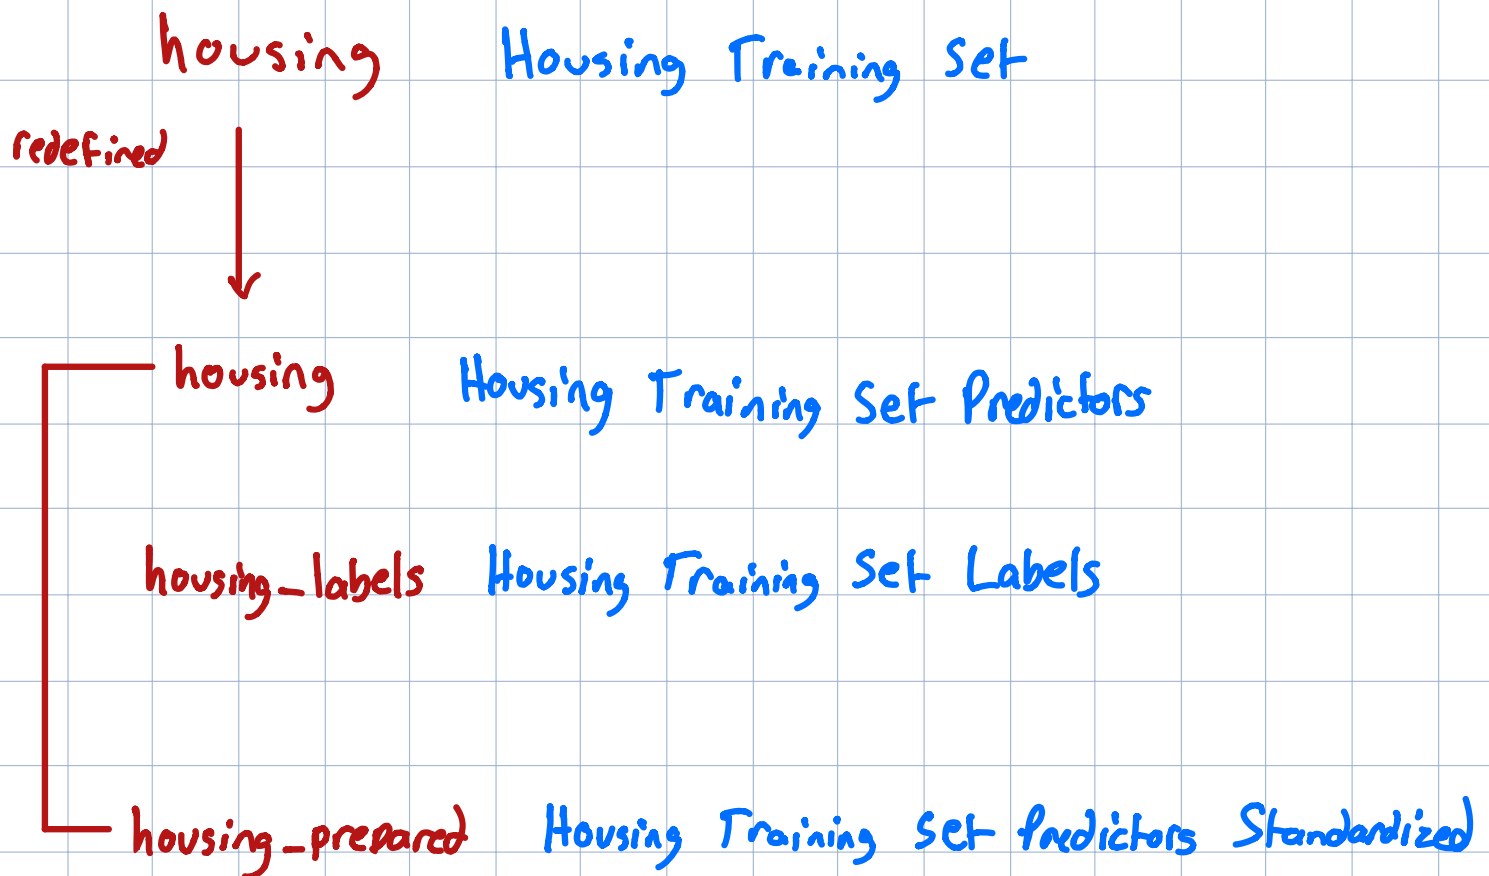 housing Housing Training Set
redefined
housing Housing Training Set Predictors
housing_labels Housing Training Set Labels
housing_prepared Housing Training Set Predictors Standardized